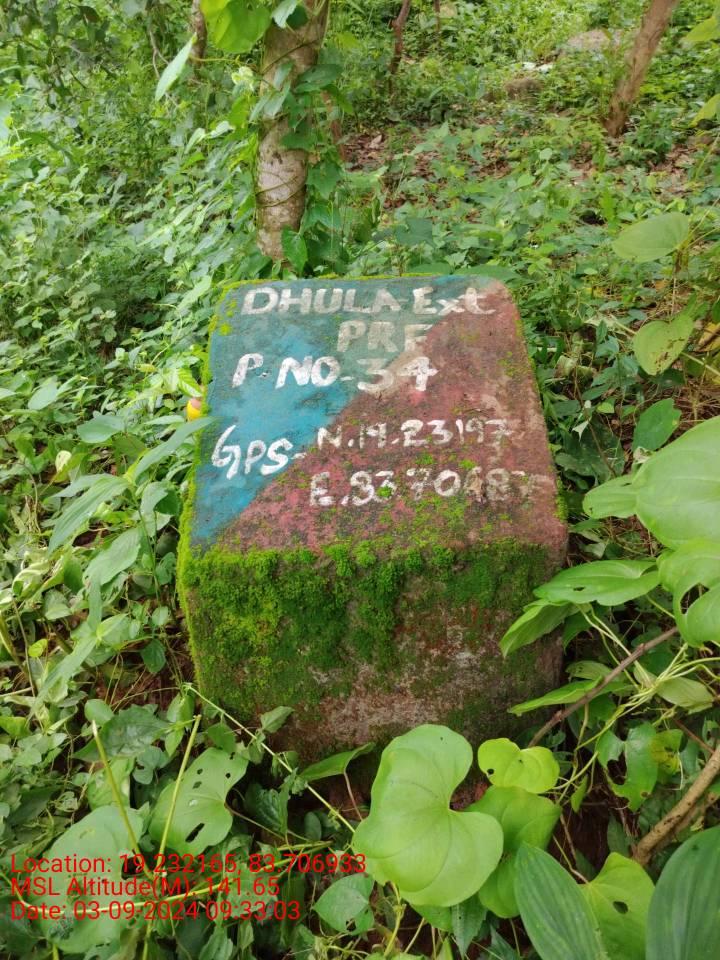 DHULA Ext
PRF
P.NO-34
GPS-N.19.23197
E.83.70687
Location: 19.232165, 83.706933
MSL Altitude(M): 141.65
Date: 03-09-2024 09:33:03